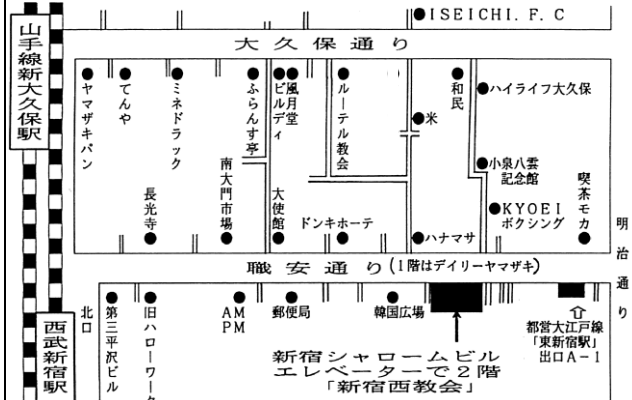 ISEICHI. F. C
大久保通り
山手線新大久保駅
ヤマザキパン
てんや
ミネドラック
ふらんす亭
風月堂
ビルディ
ルーテル教会
和民
ハイライフ大久保
米
小泉八雲
記念館
KYOEI
ボクシング
喫茶モカ
長光寺
南大門市場
大使館
ドンキホーテ
ハナマサ
明治通り
職安通り(1階はデイリーヤマザキ)
北口
西武新宿駅
第三平沢ビル
旧ハローワーク
AM
PM
郵便局
韓国広場
都営大江戸線
「東新宿駅」
出口A-1
新宿シャロームビル
エレベーターで2階
「新宿西教会」